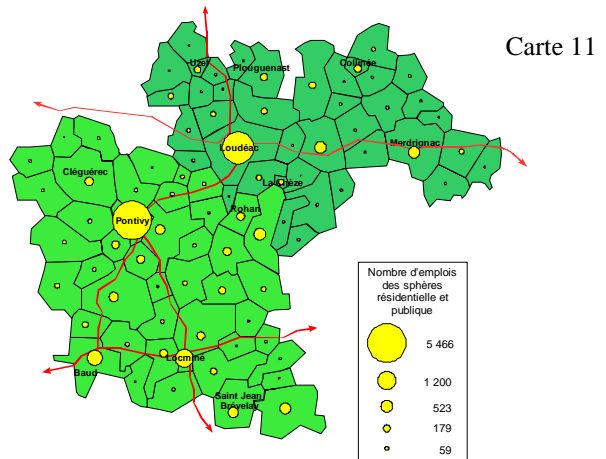 Carte 11
Uzel
Plouguenast
Collinée
Loudéac
Merdrignac
Cléguérec
La Chèze
Rohan
Pontivy
Nombre d'emplois
des sphères
résidentielle et
publique
5 466
1 200
523
179
59
Locminé
Baud
Saint Jean
Brévelay